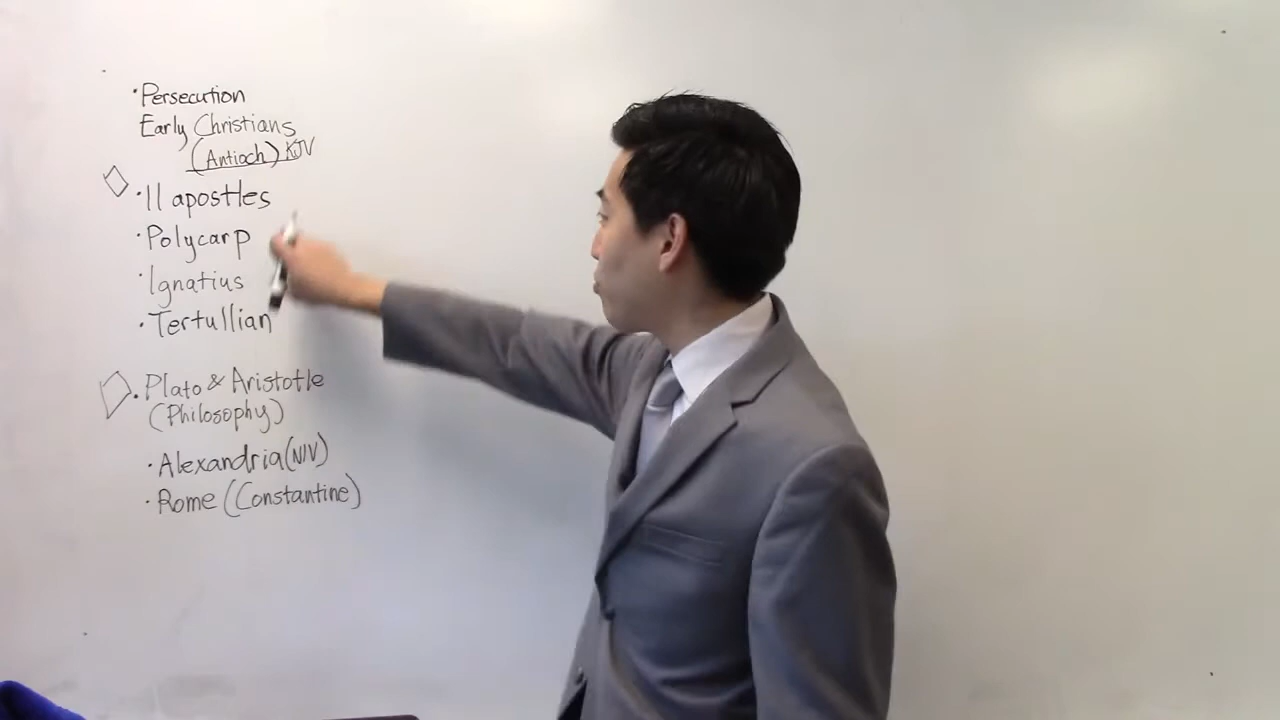 ·Persecution
Early Christians
(Antioch) KJV
·11 apostles
·Polycarp
·Ignatius
·Tertullian
·Plato & Aristotle
(Philosophy)
·Alexandria (NIV)
·Rome (Constantine)